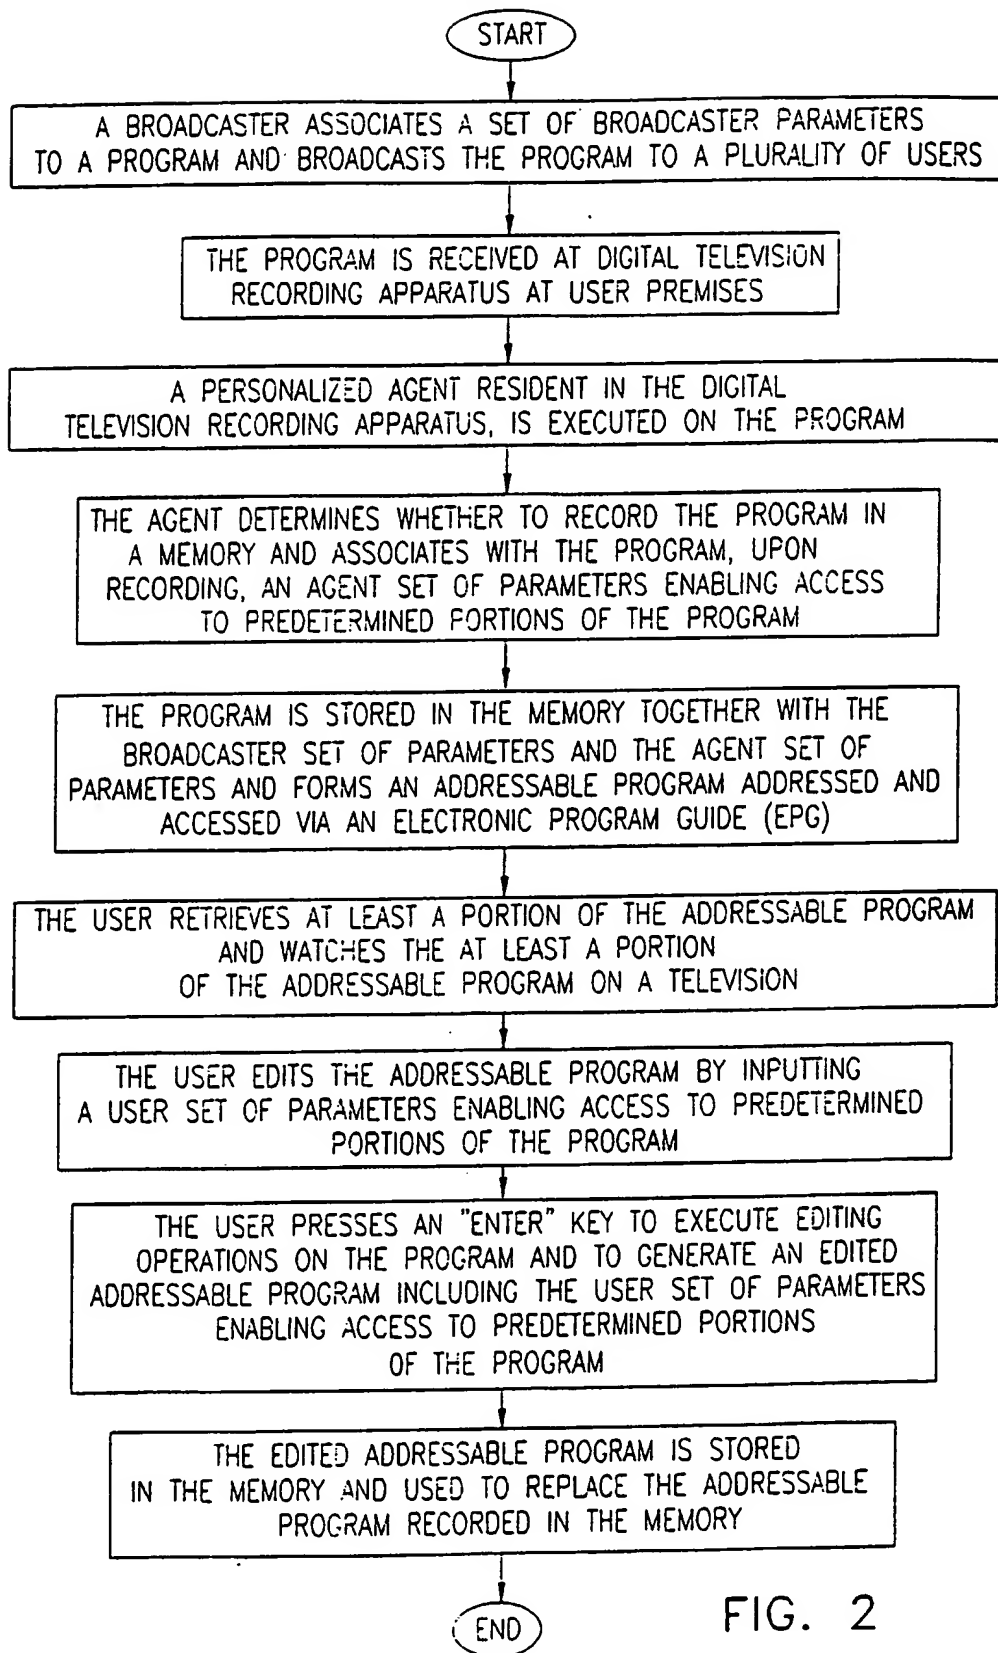 START
A BROADCASTER ASSOCIATES A SET OF BROADCASTER PARAMETERS
TO A PROGRAM AND BROADCASTS THE PROGRAM TO A PLURALITY OF USERS
THE PROGRAM IS RECEIVED AT DIGITAL TELEVISION
RECORDING APPARATUS AT USER PREMISES
A PERSONALIZED AGENT RESIDENT IN THE DIGITAL
TELEVISION RECORDING APPARATUS, IS EXECUTED ON THE PROGRAM
THE AGENT DETERMINES WHETHER TO RECORD THE PROGRAM IN
A MEMORY AND ASSOCIATES WITH THE PROGRAM, UPON
RECORDING, AN AGENT SET OF PARAMETERS ENABLING ACCESS
TO PREDETERMINED PORTIONS OF THE PROGRAM
THE PROGRAM IS STORED IN THE MEMORY TOGETHER WITH THE
BROADCASTER SET OF PARAMETERS AND THE AGENT SET OF
PARAMETERS AND FORMS AN ADDRESSABLE PROGRAM ADDRESSED AND
ACCESSED VIA AN ELECTRONIC PROGRAM GUIDE (EPG)
THE USER RETRIEVES AT LEAST A PORTION OF THE ADDRESSABLE PROGRAM
AND WATCHES THE AT LEAST A PORTION
OF THE ADDRESSABLE PROGRAM ON A TELEVISION
THE USER EDITS THE ADDRESSABLE PROGRAM BY INPUTTING
A USER SET OF PARAMETERS ENABLING ACCESS TO PREDETERMINED
PORTIONS OF THE PROGRAM
THE USER PRESSES AN "ENTER" KEY TO EXECUTE EDITING
OPERATIONS ON THE PROGRAM AND TO GENERATE AN EDITED
ADDRESSABLE PROGRAM INCLUDING THE USER SET OF PARAMETERS
ENABLING ACCESS TO PREDETERMINED PORTIONS
OF THE PROGRAM
THE EDITED ADDRESSABLE PROGRAM IS STORED
IN THE MEMORY AND USED TO REPLACE THE ADDRESSABLE
PROGRAM RECORDED IN THE MEMORY
END
FIG. 2